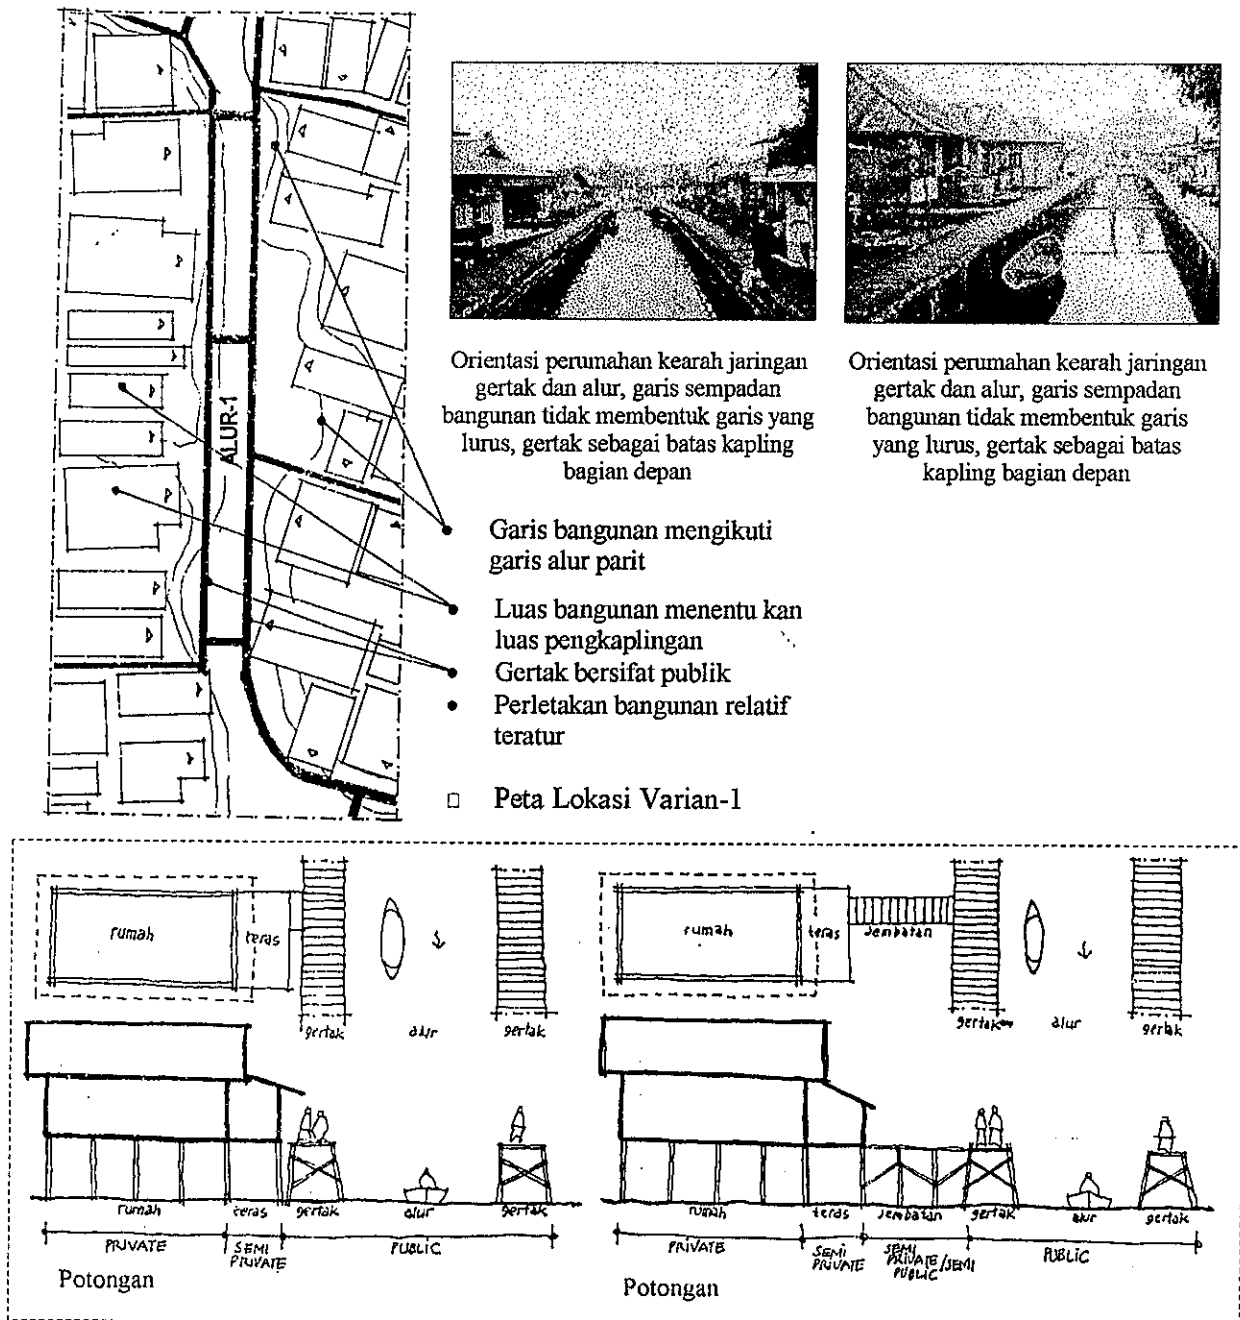 ALUR-1
Orientasi perumahan kearah jaringan
gertak dan alur, garis sempadan
bangunan tidak membentuk garis yang
lurus, gertak sebagai batas kapling
bagian depan
Orientasi perumahan kearah jaringan
gertak dan alur, garis sempadan
bangunan tidak membentuk garis
yang lurus, gertak sebagai batas
kapling bagian depan
• Garis bangunan mengikuti
garis alur parit
• Luas bangunan menentu kan
luas pengkaplingan
• Gertak bersifat publik
• Perletakan bangunan relatif
teratur
□ Peta Lokasi Varian-1
rumah
teras
gertak
alur
gertak
rumah teras gertak alur gertak
PRIVATE
SEMI
PRIVATE
PUBLIC
Potongan
rumah
teras
Jembatan
gertak
alur
gertak
rumah teras Jembatan gertak alur gertak
PRIVATE
SEMI
PRIVATE
SEMI
PRIVATE/SEMI
PUBLIC
PUBLIC
Potongan